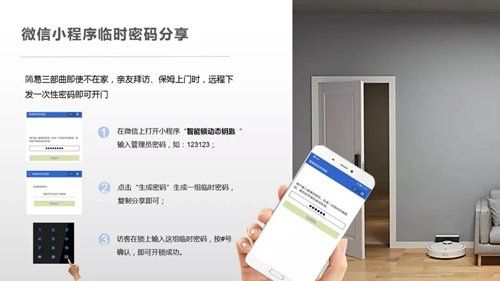 微信小程序临时密码分享
简易三部曲即使不在家，亲友拜访、保姆上门时，远程下
发一次性密码即可开门
1 在微信上打开小程序“智能锁动态钥匙 ”
输入管理员密码，如：123123；
2 点击“生成密码”生成一组临时密码，
复制分享即可；
3 访客在锁上输入这组临时密码，按#号
确认，即可开锁成功。